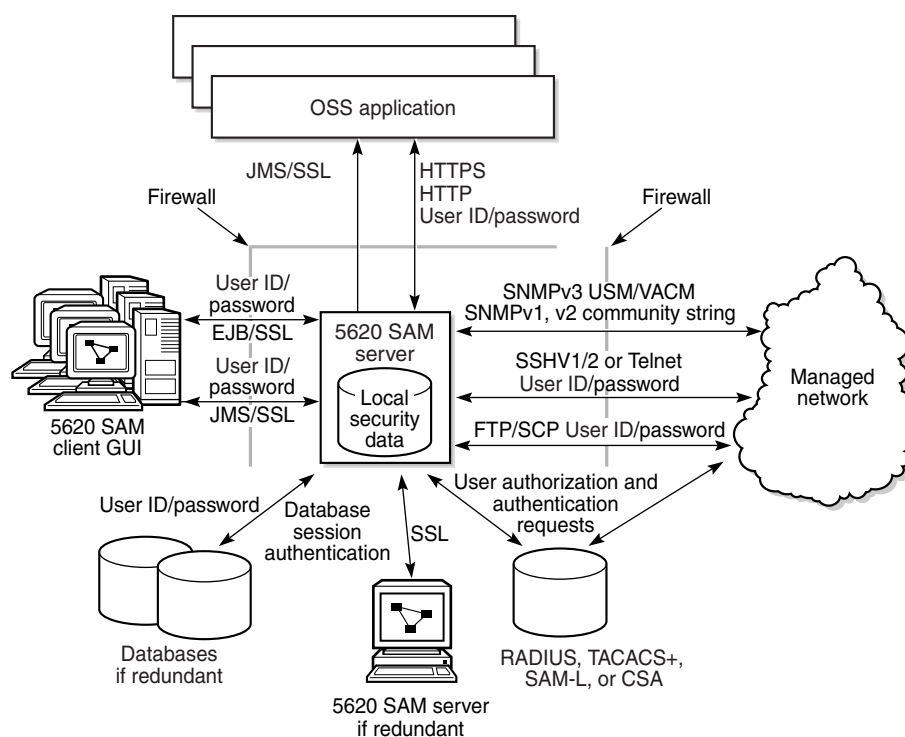 OSS application
JMS/SSL
HTTPS
HTTP
User ID/password
Firewall
Firewall
User ID/
password
EJB/SSL
User ID/
password
JMS/SSL
5620 SAM
client GUI
5620 SAM
server
Local
security
data
SNMPv3 USM/VACM
SNMPv1, v2 community string
SSHV1/2 or Telnet
User ID/password
FTP/SCP User ID/password
Managed
network
User ID/password
Database
session
authentication
SSL
User authorization and
authentication
requests
Databases
if redundant
5620 SAM server
if redundant
RADIUS, TACACS+,
SAM-L, or CSA